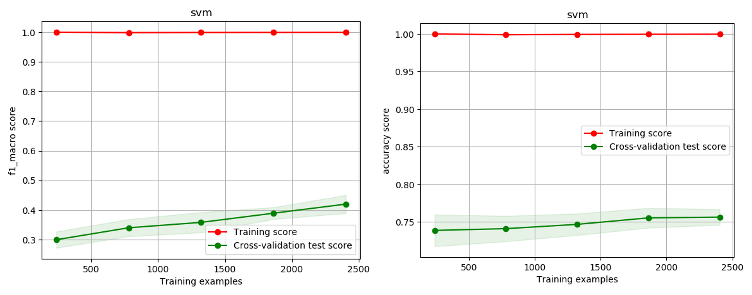 svm
f1_macro score
1.0
0.9
0.8
0.7
0.6
0.5
0.4
0.3
Training score
Cross-validation test score
500
1000
1500
2000
2500
Training examples
svm
accuracy score
1.00
0.95
0.90
0.85
0.80
0.75
Training score
Cross-validation test score
500
1000
1500
2000
2500
Training examples